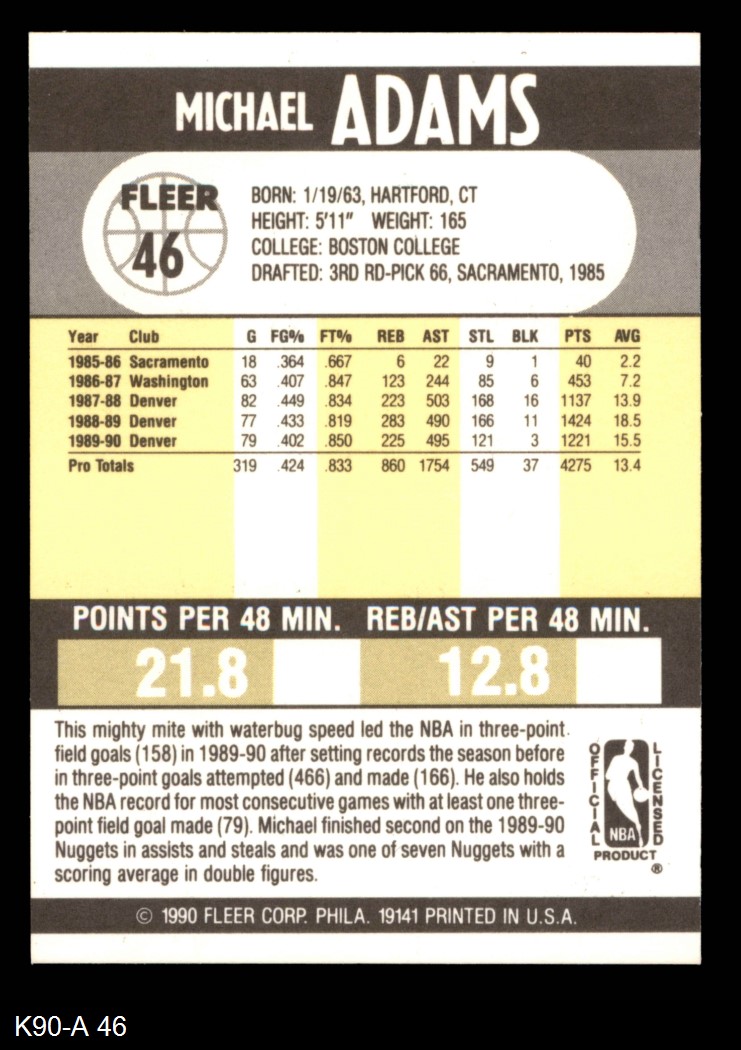 MICHAEL ADAMS
FLEER
46
BORN: 1/19/63, HARTFORD, CT
HEIGHT: 5'11" WEIGHT: 165
COLLEGE: BOSTON COLLEGE
DRAFTED: 3RD RD-PICK 66, SACRAMENTO, 1985
Year Club G FG% FT% REB AST STL BLK PTS AVG
1985-86 Sacramento 18 .364 .667 6 22 9 1 40 2.2
1986-87 Washington 63 .407 .847 123 244 85 6 453 7.2
1987-88 Denver 82 .449 .834 223 503 168 16 1137 13.9
1988-89 Denver 77 .433 .819 283 490 166 11 1424 18.5
1989-90 Denver 79 .402 .850 225 495 121 3 1221 15.5
Pro Totals 319 .424 .833 860 1754 549 37 4275 13.4
POINTS PER 48 MIN. REB/AST PER 48 MIN.
21.8 12.8
This mighty mite with waterbug speed led the NBA in three-point
field goals (158) in 1989-90 after setting records the season before
in three-point goals attempted (466) and made (166). He also holds
the NBA record for most consecutive games with at least one three-
point field goal made (79). Michael finished second on the 1989-90
Nuggets in assists and steals and was one of seven Nuggets with a
scoring average in double figures.
OFFICIAL
LICENSED
NBA
PRODUCT
®
© 1990 FLEER CORP. PHILA. 19141 PRINTED IN U.S.A.
K90-A 46